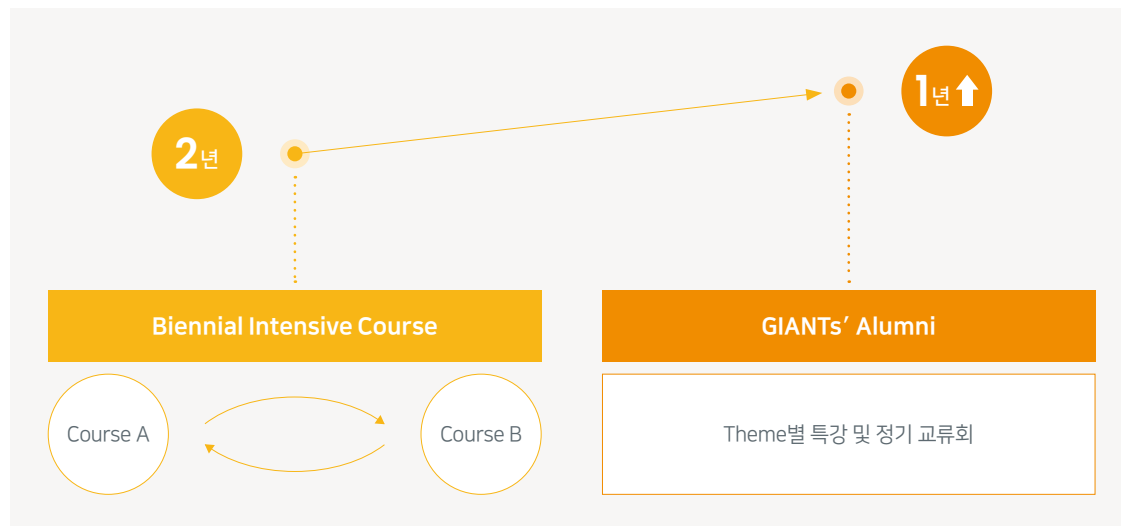 2년
1년
Biennial Intensive Course
GIANTs′ Alumni
Course A
Course B
Theme별 특강 및 정기 교류회